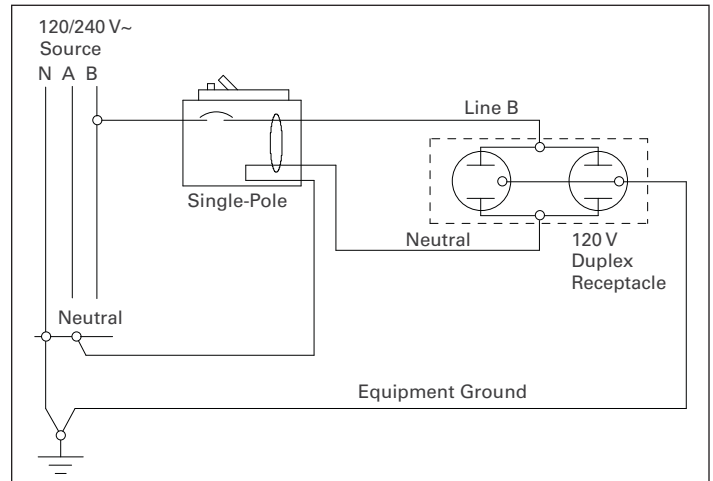 120/240 V~
Source
N A B
Line B
Single-Pole
Neutral
120 V
Duplex
Receptacle
Neutral
Equipment Ground